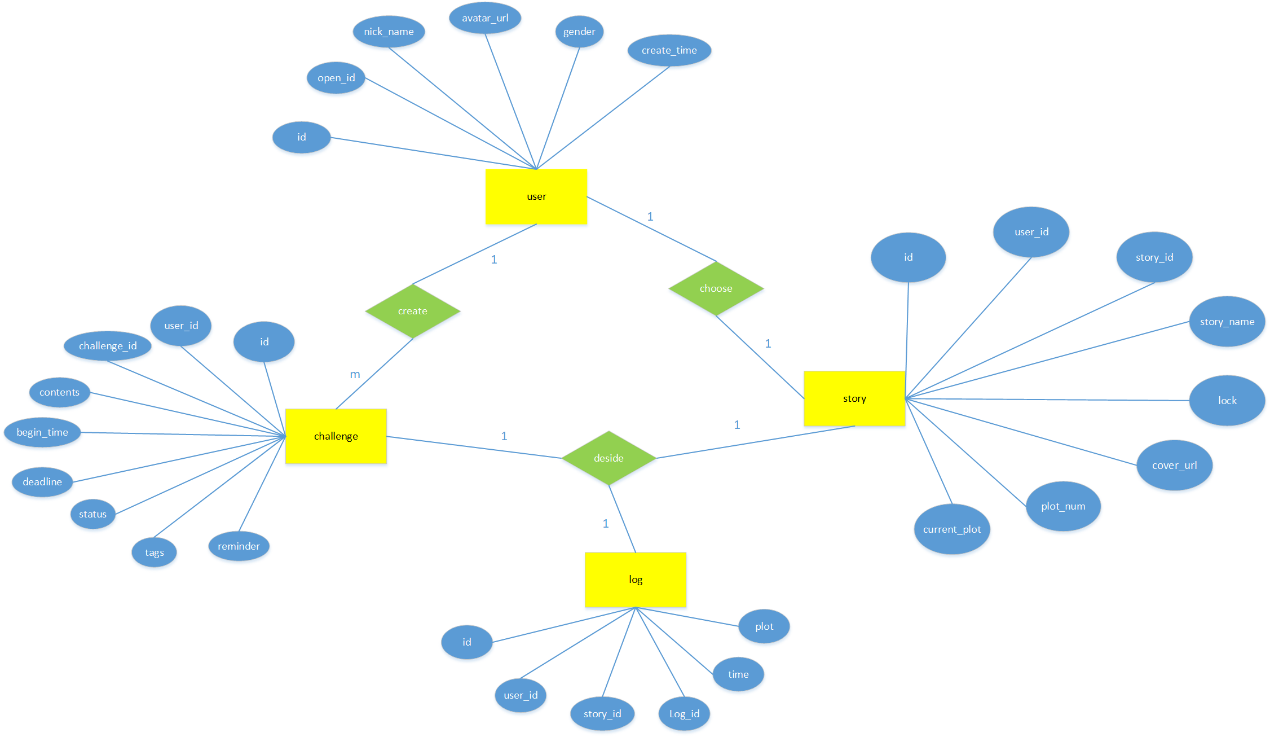 avatar_url
nick_name
gender
create_time
open_id
id
user
1
user_id
1
id
story_id
choose
create
story_name
user_id
id
challenge_id
1
m
contents
story
lock
begin_time
challenge
1
1
deside
cover_url
deadline
plot_num
status
1
current_plot
reminder
tags
log
plot
id
time
user_id
story_id
Log_id